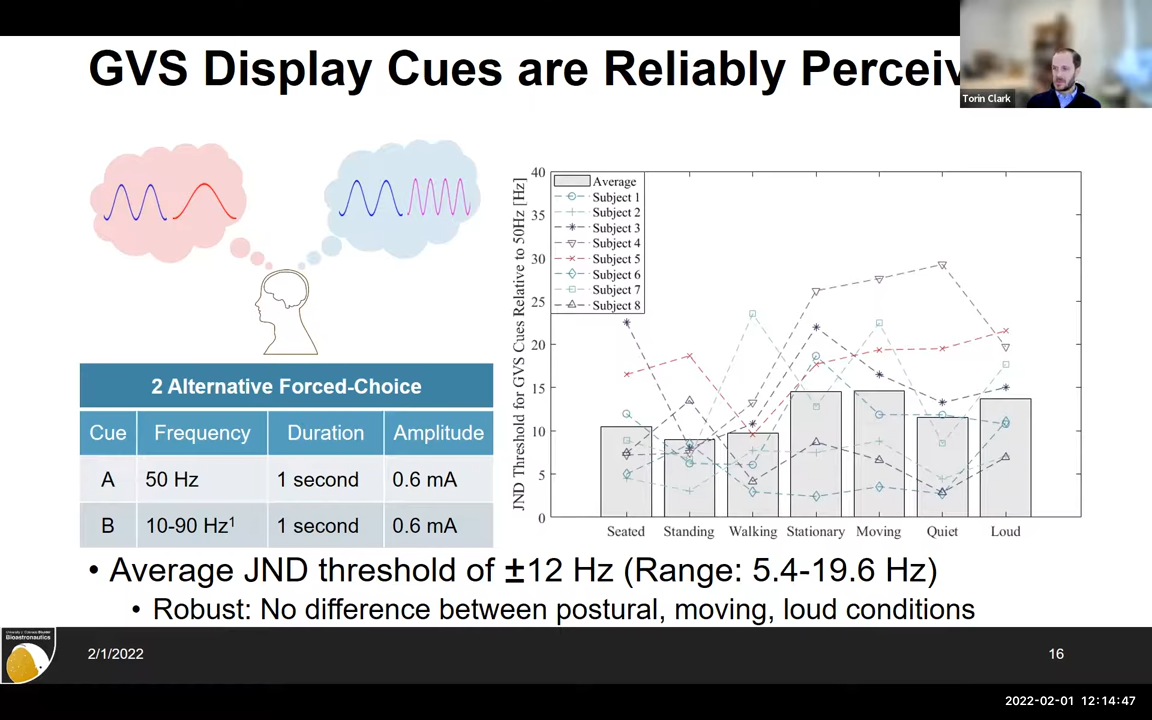 GVS Display Cues are Reliably Perceiv
Torin Clark
2 Alternative Forced-Choice
Cue Frequency Duration Amplitude
A 50 Hz 1 second 0.6 mA
B 10-90 Hz¹ 1 second 0.6 mA
JND Threshold for GVS Cues Relative to 50Hz [Hz]
40
35
30
25
20
15
10
5
0
Average
Subject 1
Subject 2
Subject 3
Subject 4
Subject 5
Subject 6
Subject 7
Subject 8
Seated Standing Walking Stationary Moving Quiet Loud
• Average JND threshold of ±12 Hz (Range: 5.4-19.6 Hz)
• Robust: No difference between postural, moving, loud conditions
University of Colorado Boulder
Bioastronautics
2/1/2022
16
2022-02-01 12:14:47